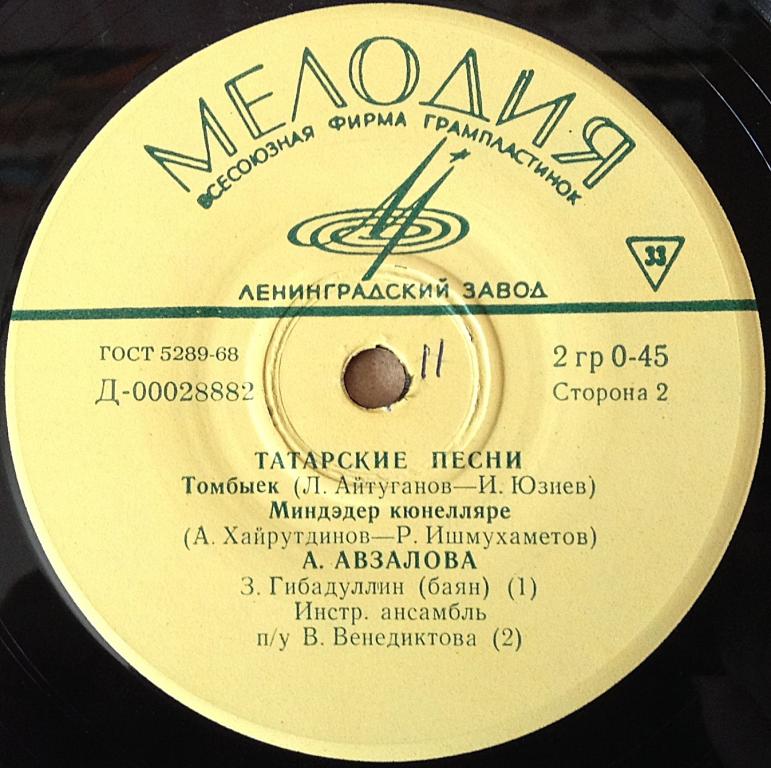 МЕЛОДИЯ
ВСЕСОЮЗНАЯ ФИРМА ГРАМПЛАСТИНОК
33
ЛЕНИНГРАДСКИЙ ЗАВОД
ГОСТ 5289-68
11
2 гр 0-45
Д-00028882
Сторона 2
ТАТАРСКИЕ ПЕСНИ
Томбыек (Л. Айтуганов—И. Юзиев)
Миндэдер кюнелляре
(А. Хайрутдинов—Р. Ишмухаметов)
А. АВЗАЛОВА
З. Гибадуллин (баян) (1)
Инстр. ансамбль
п/у В. Венедиктова (2)